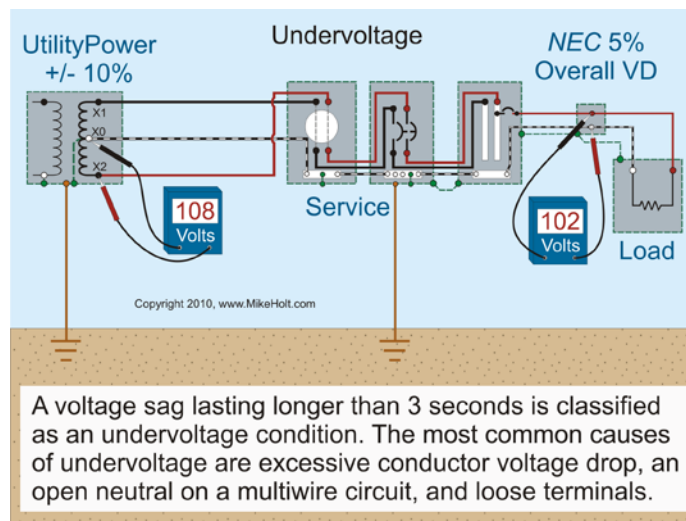 UtilityPower
+/- 10%
Undervoltage
NEC 5%
Overall VD
X1
X0
X2
108
Volts
Service
102
Volts
Load
Copyright 2010, www.MikeHolt.com
A voltage sag lasting longer than 3 seconds is classified
as an undervoltage condition. The most common causes
of undervoltage are excessive conductor voltage drop, an
open neutral on a multiwire circuit, and loose terminals.